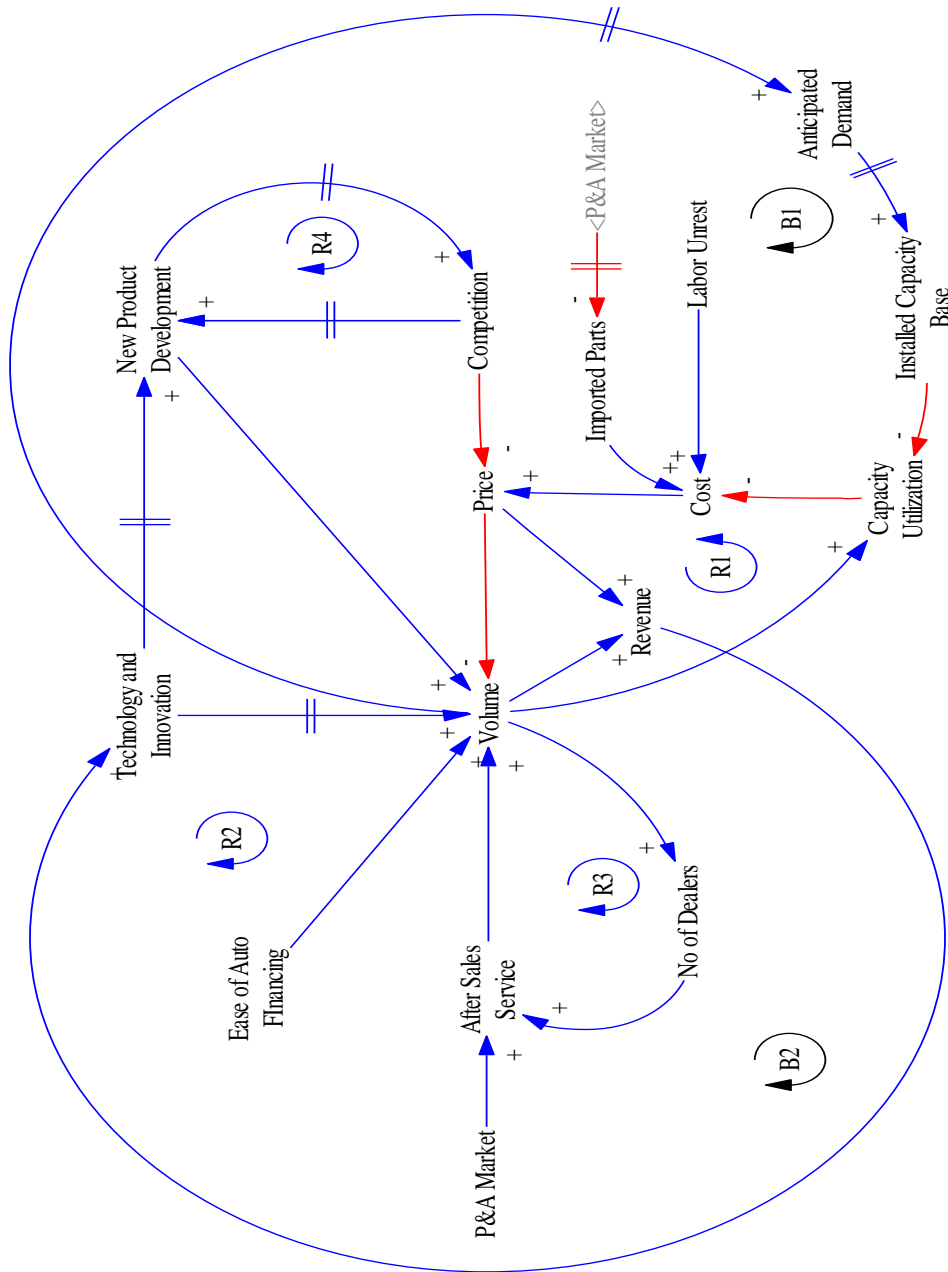 Technology and
Innovation
+
New Product
Development
+
+
R2
R4
Ease of Auto
FInancing
P&A Market
+
After Sales
Service
+
Volume
+
+
+
+
-
Price
-
+
Competition
+
R3
No of Dealers
+
Revenue
+
+
Imported Parts
-
<P&A Market>
R1
Cost
+
+
-
Labor Unrest
B2
B1
Capacity
Utilization
+
-
Installed Capacity
Base
+
Anticipated
Demand
+